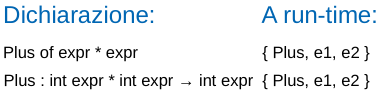 Dichiarazione: A run-time:
Plus of expr * expr { Plus, e1, e2 }
Plus : int expr * int expr → int expr { Plus, e1, e2 }